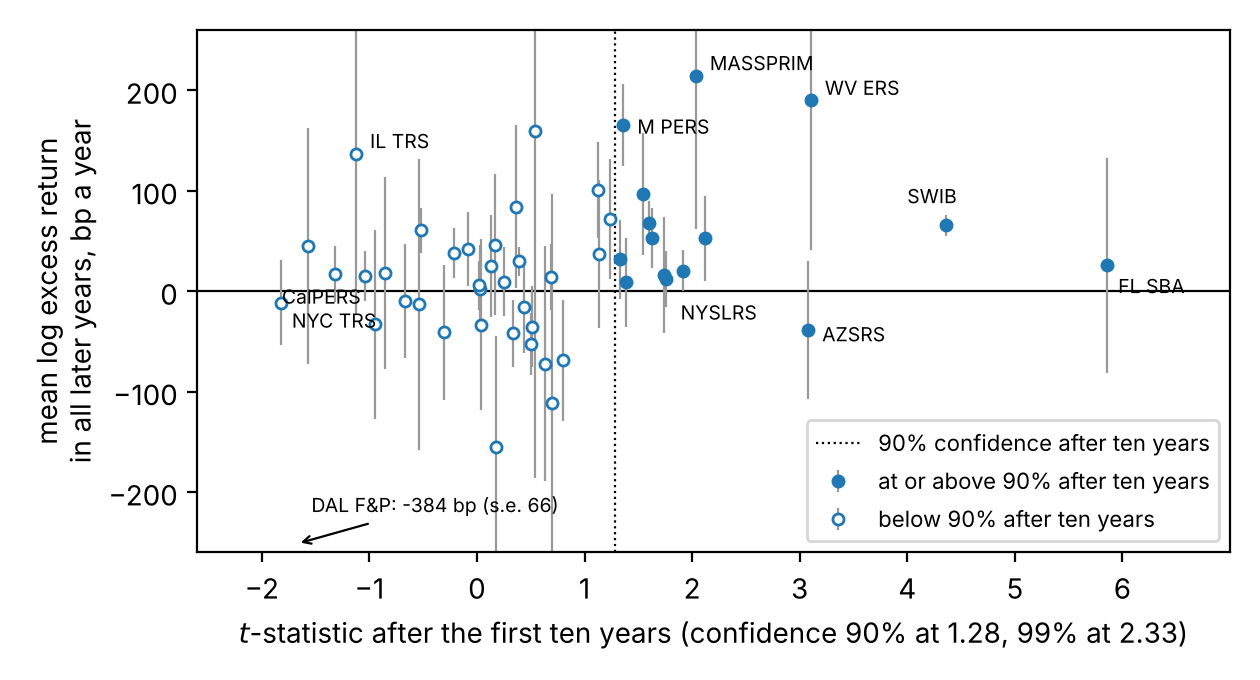 mean log excess return
in all later years, bp a year
200
100
0
−100
−200
MASSPRIM
WV ERS
M PERS
IL TRS
SWIB
CalPERS
NYC TRS
FL SBA
NYSLRS
AZSRS
DAL F&P: -384 bp (s.e. 66)
90% confidence after ten years
at or above 90% after ten years
below 90% after ten years
−2 −1 0 1 2 3 4 5 6
t-statistic after the first ten years (confidence 90% at 1.28, 99% at 2.33)